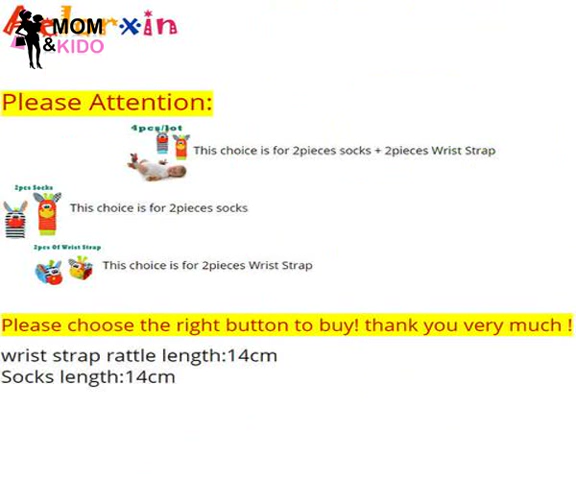 MOM
&KIDO
xin
Please Attention:
4pcs/lot
This choice is for 2pieces socks + 2pieces Wrist Strap
2pcs Socks
This choice is for 2pieces socks
2pcs Of Wrist Strap
This choice is for 2pieces Wrist Strap
Please choose the right button to buy! thank you very much !
wrist strap rattle length:14cm
Socks length:14cm